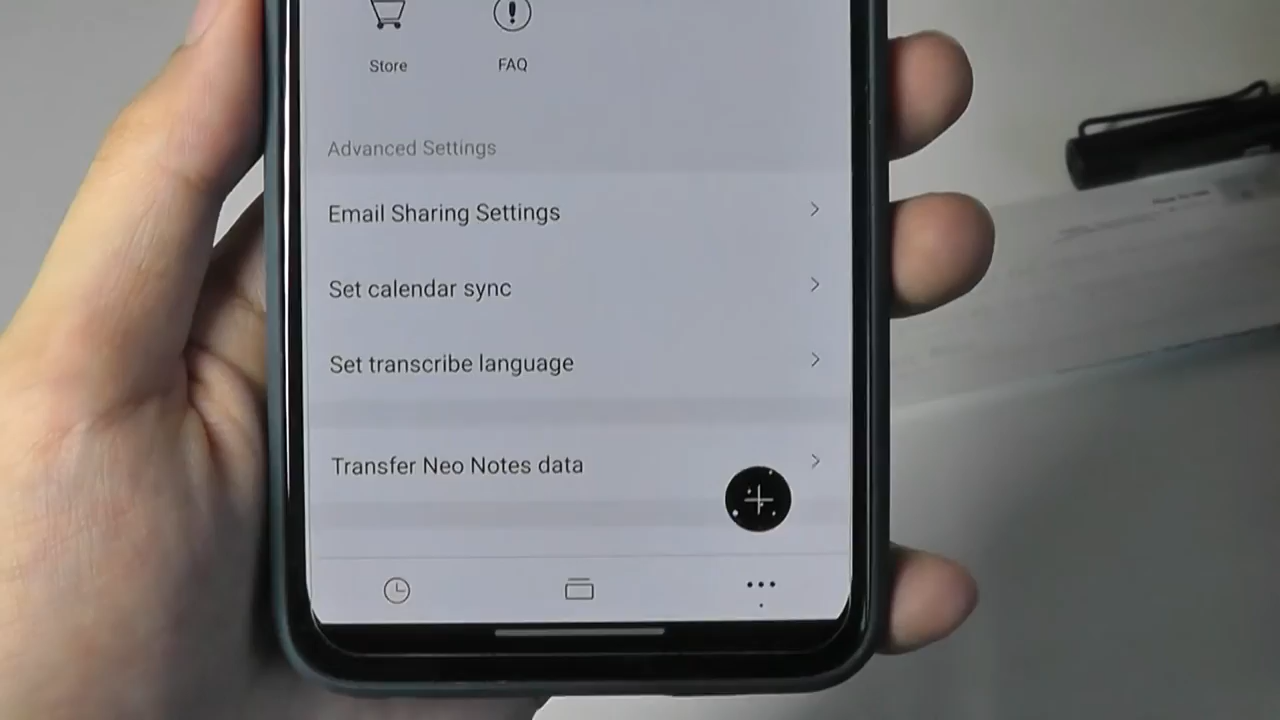 Store FAQ
Advanced Settings
Email Sharing Settings
Set calendar sync
Set transcribe language
Transfer Neo Notes data